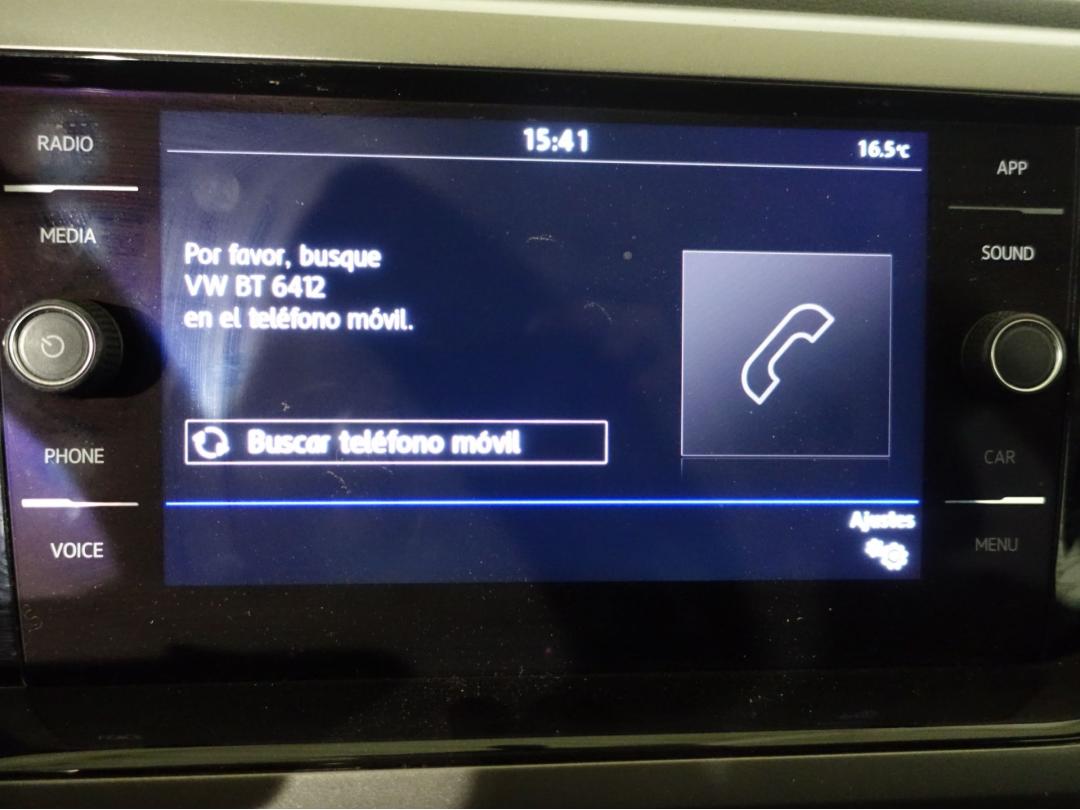 15:41
16.5°C
RADIO
MEDIA
PHONE
VOICE
Por favor, busque
VW BT 6412
en el teléfono móvil.
Buscar teléfono móvil
Ajustes
APP
SOUND
CAR
MENU